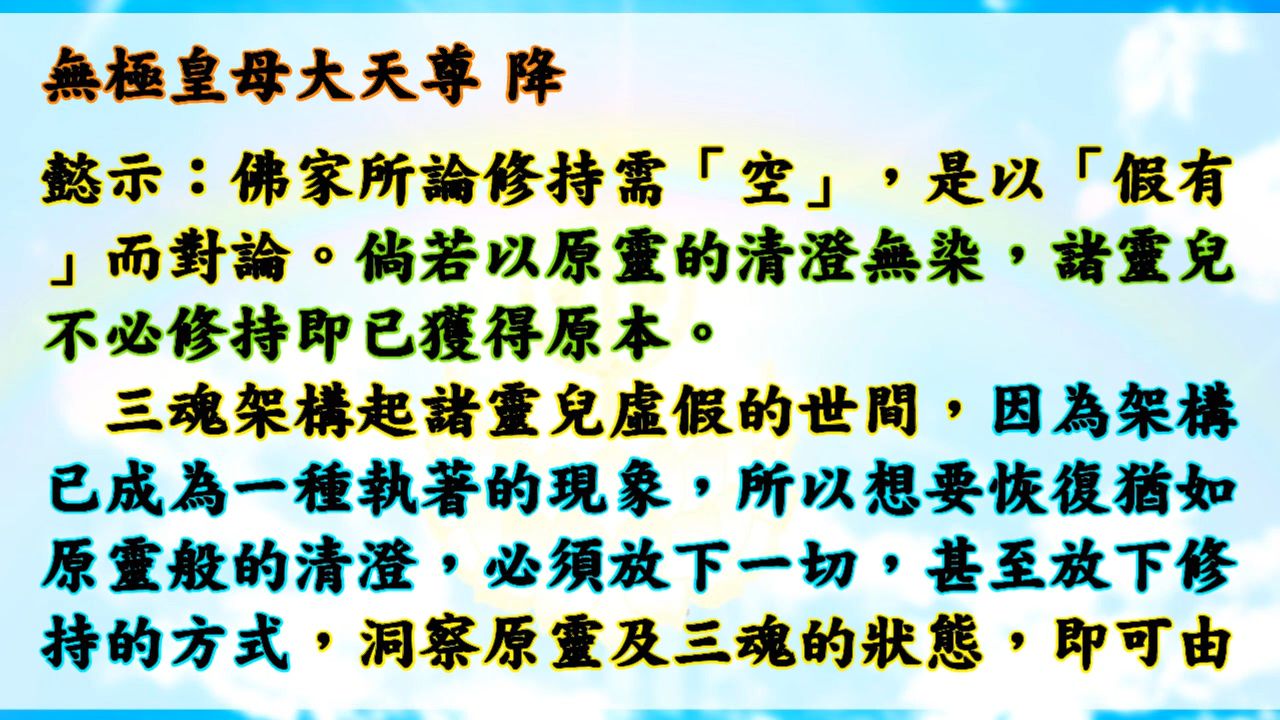 無極皇母大天尊 降
懿示：佛家所論修持需「空」，是以「假有
」而對論。倘若以原靈的清澄無染，諸靈兒
不必修持即已獲得原本。
　三魂架構起諸靈兒虛假的世間，因為架構
已成為一種執著的現象，所以想要恢復猶如
原靈般的清澄，必須放下一切，甚至放下修
持的方式，洞察原靈及三魂的狀態，即可由